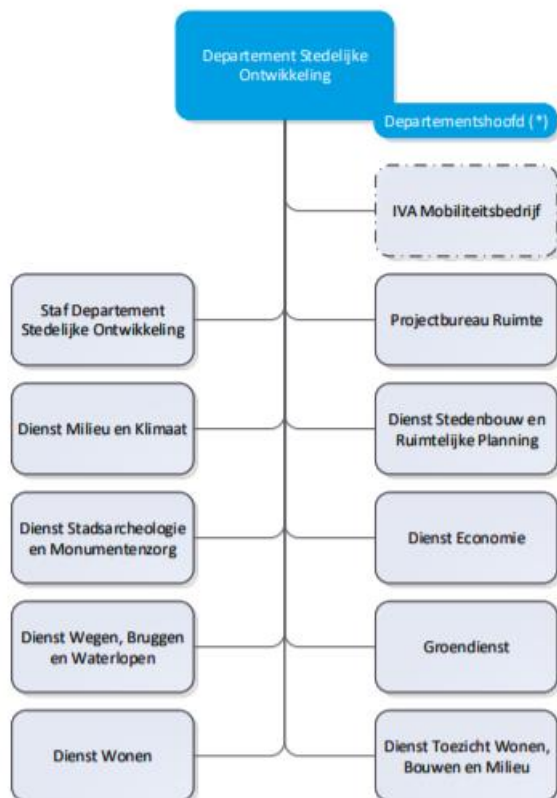 Departement Stedelijke
Ontwikkeling
Departementshoofd (*)
IVA Mobiliteitsbedrijf
Staf Departement
Stedelijke Ontwikkeling
Projectbureau Ruimte
Dienst Milieu en Klimaat
Dienst Stedenbouw en
Ruimtelijke Planning
Dienst Stadsarcheologie
en Monumentenzorg
Dienst Economie
Dienst Wegen, Bruggen
en Waterlopen
Groendienst
Dienst Wonen
Dienst Toezicht Wonen,
Bouwen en Milieu